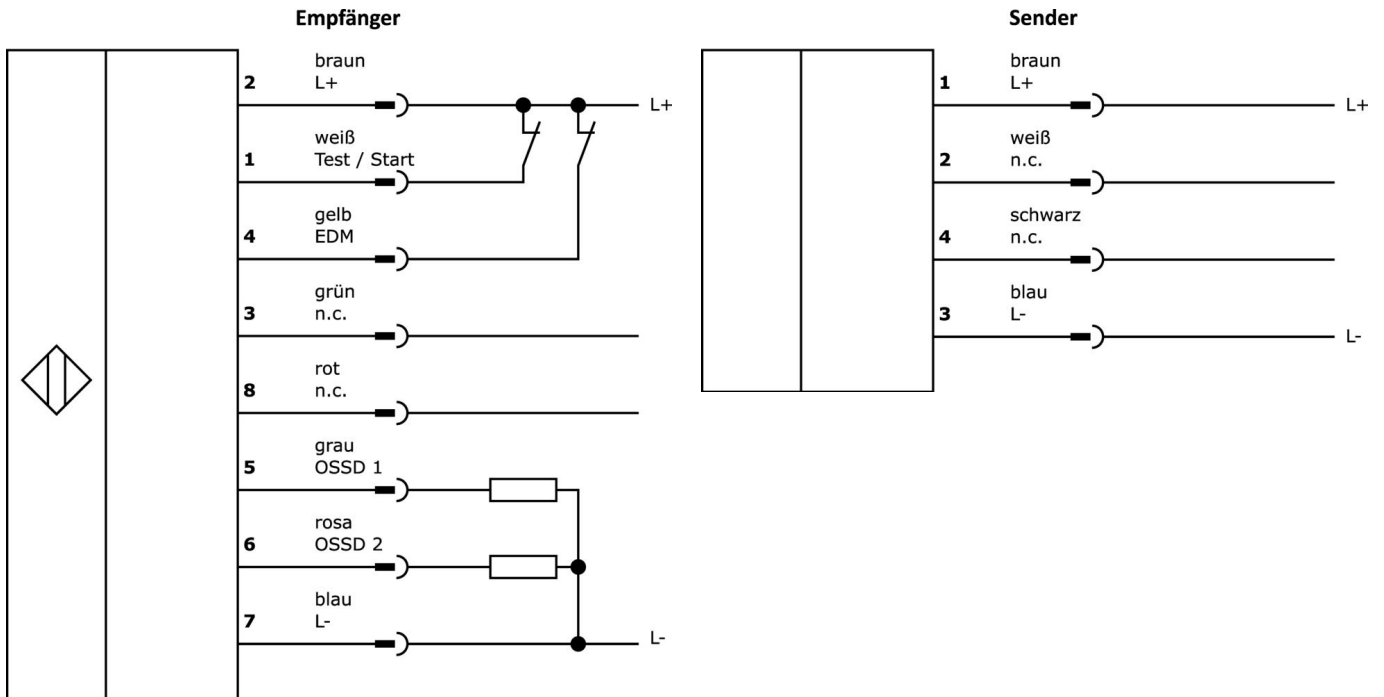 Empfänger
braun
2 L+
L+
weiß
1 Test / Start
gelb
4 EDM
grün
3 n.c.
rot
8 n.c.
grau
5 OSSD 1
rosa
6 OSSD 2
blau
7 L-
L-
Sender
braun
1 L+
L+
weiß
2 n.c.
schwarz
4 n.c.
blau
3 L-
L-